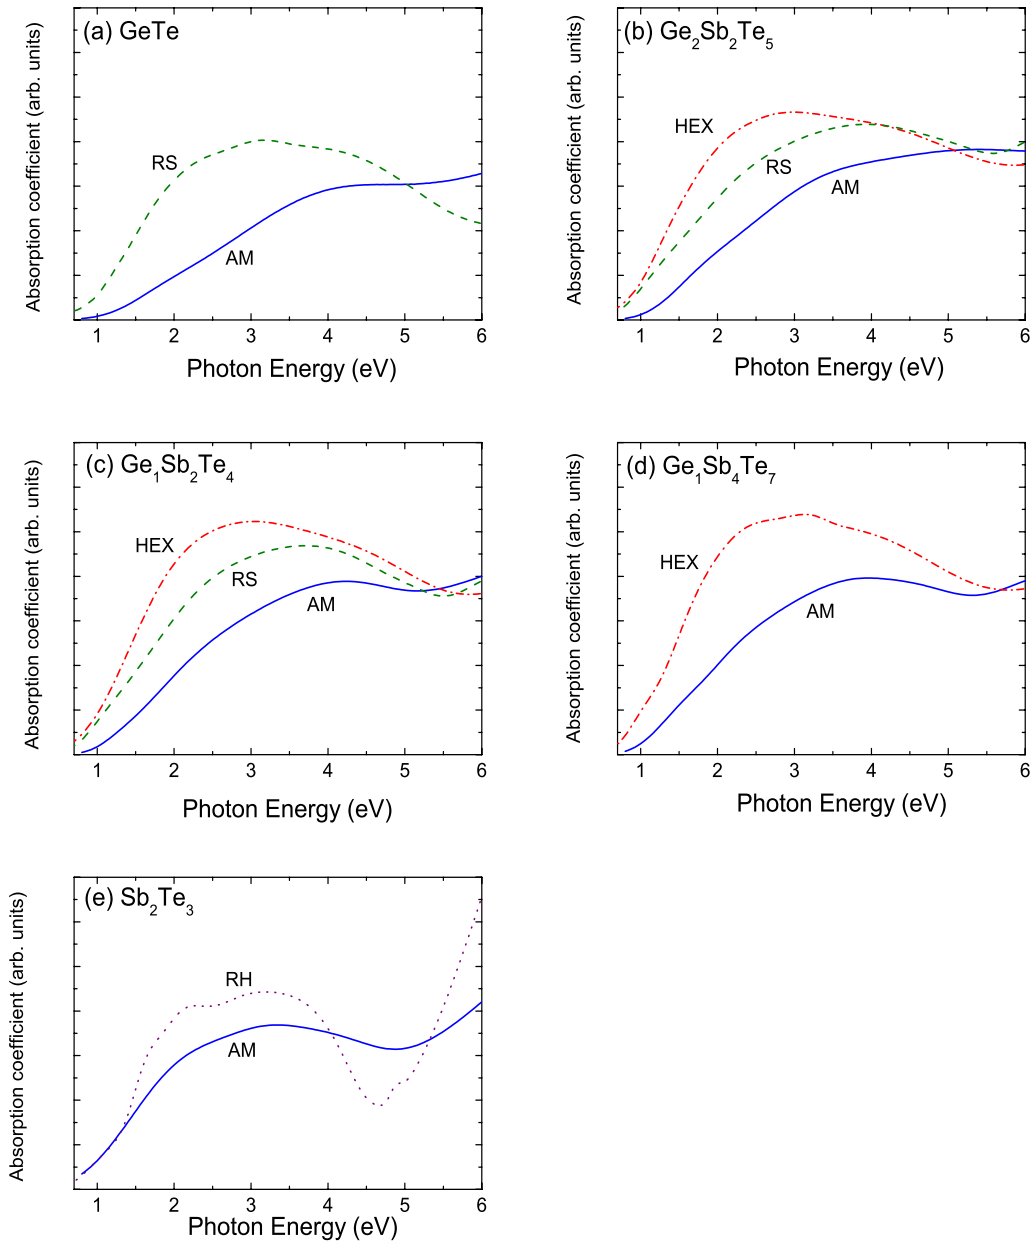 (a) GeTe
Absorption coefficient (arb. units)
RS
AM
1 2 3 4 5 6
Photon Energy (eV)
(b) Ge2Sb2Te5
Absorption coefficient (arb. units)
HEX
RS
AM
1 2 3 4 5 6
Photon Energy (eV)
(c) Ge1Sb2Te4
Absorption coefficient (arb. units)
HEX
RS
AM
1 2 3 4 5 6
Photon Energy (eV)
(d) Ge1Sb4Te7
Absorption coefficient (arb. units)
HEX
AM
1 2 3 4 5 6
Photon Energy (eV)
(e) Sb2Te3
Absorption coefficient (arb. units)
RH
AM
1 2 3 4 5 6
Photon Energy (eV)